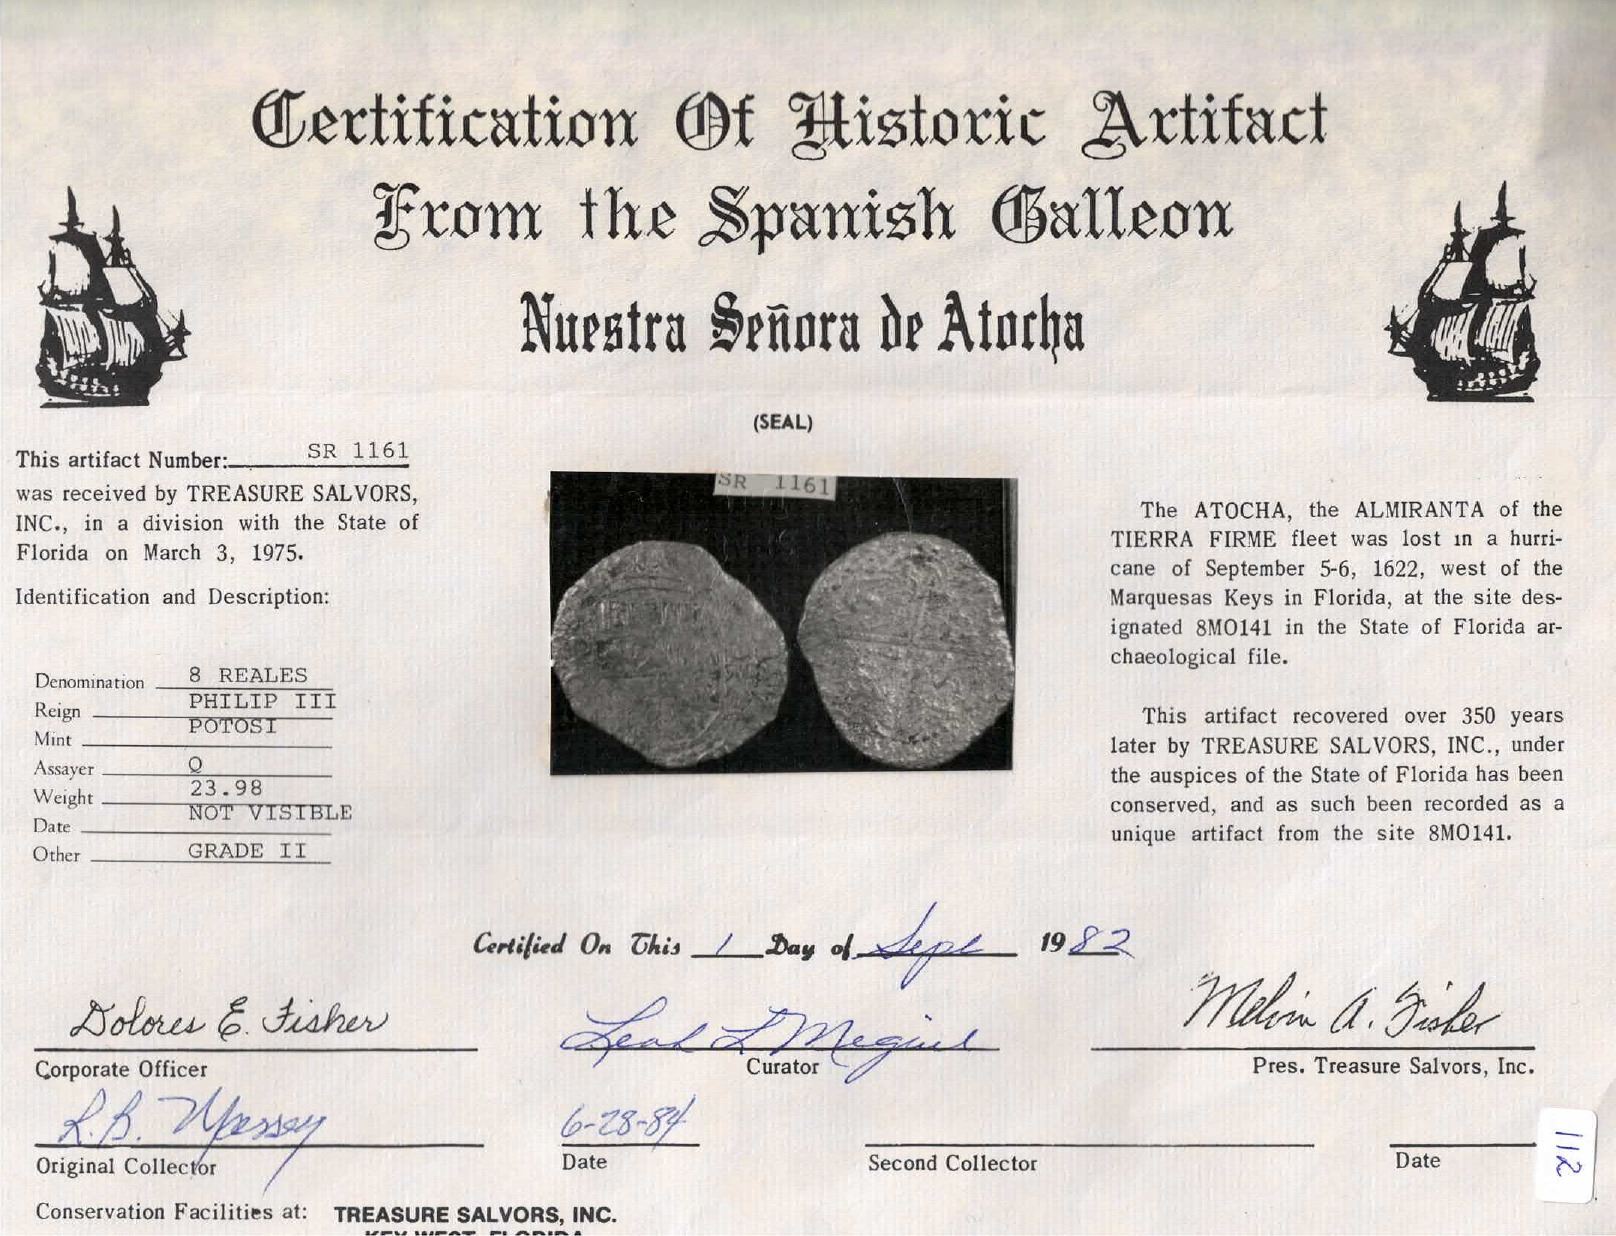 Certification Of Historic Artifact
From the Spanish Galleon
Nuestra Señora de Atocha
(SEAL)
This artifact Number: SR 1161
was received by TREASURE SALVORS,
INC., in a division with the State of
Florida on March 3, 1975.
Identification and Description:
Denomination 8 REALES
Reign PHILIP III
Mint POTOSI
Assayer Q
Weight 23.98
Date NOT VISIBLE
Other GRADE II
SR 1161
The ATOCHA, the ALMIRANTA of the
TIERRA FIRME fleet was lost in a hurri-
cane of September 5-6, 1622, west of the
Marquesas Keys in Florida, at the site des-
ignated 8MO141 in the State of Florida ar-
chaeological file.
This artifact recovered over 350 years
later by TREASURE SALVORS, INC., under
the auspices of the State of Florida has been
conserved, and as such been recorded as a
unique artifact from the site 8MO141.
Certified On This 1 Day of Sept 1982
Dolores E. Fisher
Corporate Officer
Leah L
Curator
Melvin A. Fisher
Pres. Treasure Salvors, Inc.
R.B.
Original Collector
6-28-84
Date
Second Collector
Date
112
Conservation Facilities at: TREASURE SALVORS, INC.
KEY WEST, FLORIDA